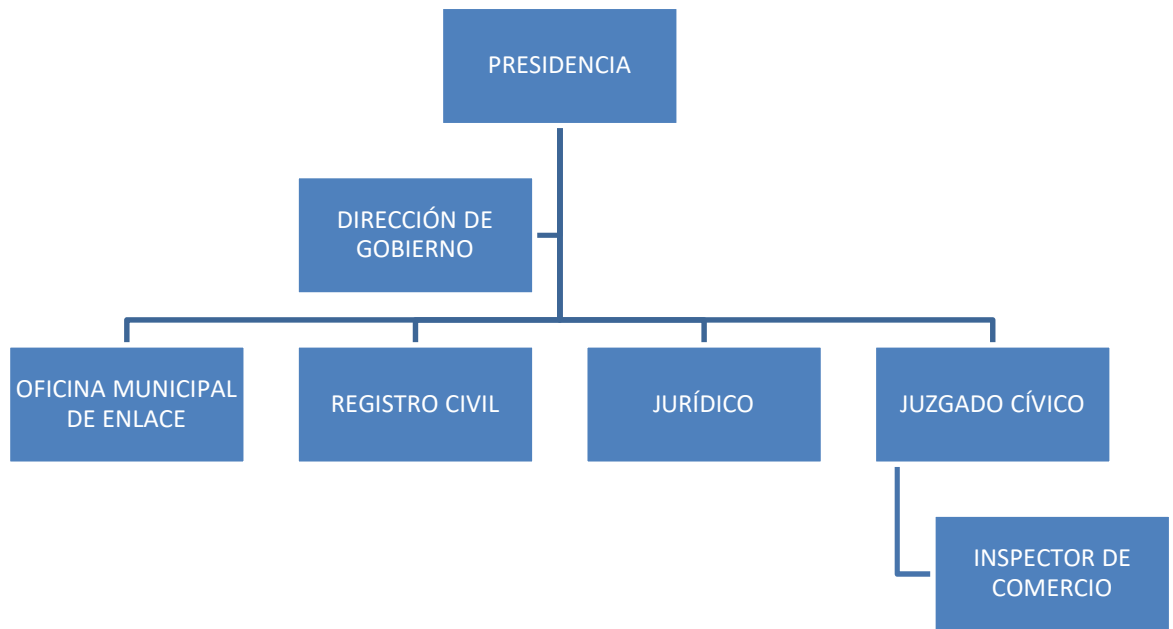 PRESIDENCIA
DIRECCIÓN DE
GOBIERNO
OFICINA MUNICIPAL
DE ENLACE
REGISTRO CIVIL
JURÍDICO
JUZGADO CÍVICO
INSPECTOR DE
COMERCIO